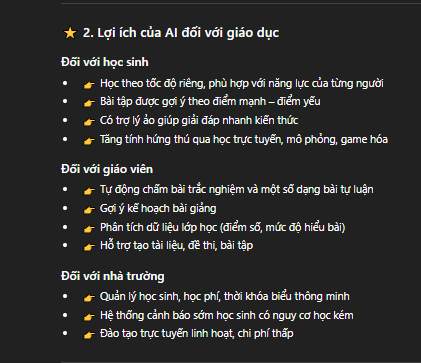 ⭐ 2. Lợi ích của AI đối với giáo dục
Đối với học sinh
• 👉 Học theo tốc độ riêng, phù hợp với năng lực của từng người
• 👉 Bài tập được gợi ý theo điểm mạnh – điểm yếu
• 👉 Có trợ lý ảo giúp giải đáp nhanh kiến thức
• 👉 Tăng tính hứng thú qua học trực tuyến, mô phỏng, game hóa
Đối với giáo viên
• 👉 Tự động chấm bài trắc nghiệm và một số dạng bài tự luận
• 👉 Gợi ý kế hoạch bài giảng
• 👉 Phân tích dữ liệu lớp học (điểm số, mức độ hiểu bài)
• 👉 Hỗ trợ tạo tài liệu, đề thi, bài tập
Đối với nhà trường
• 👉 Quản lý học sinh, học phí, thời khóa biểu thông minh
• 👉 Hệ thống cảnh báo sớm học sinh có nguy cơ học kém
• 👉 Đào tạo trực tuyến linh hoạt, chi phí thấp